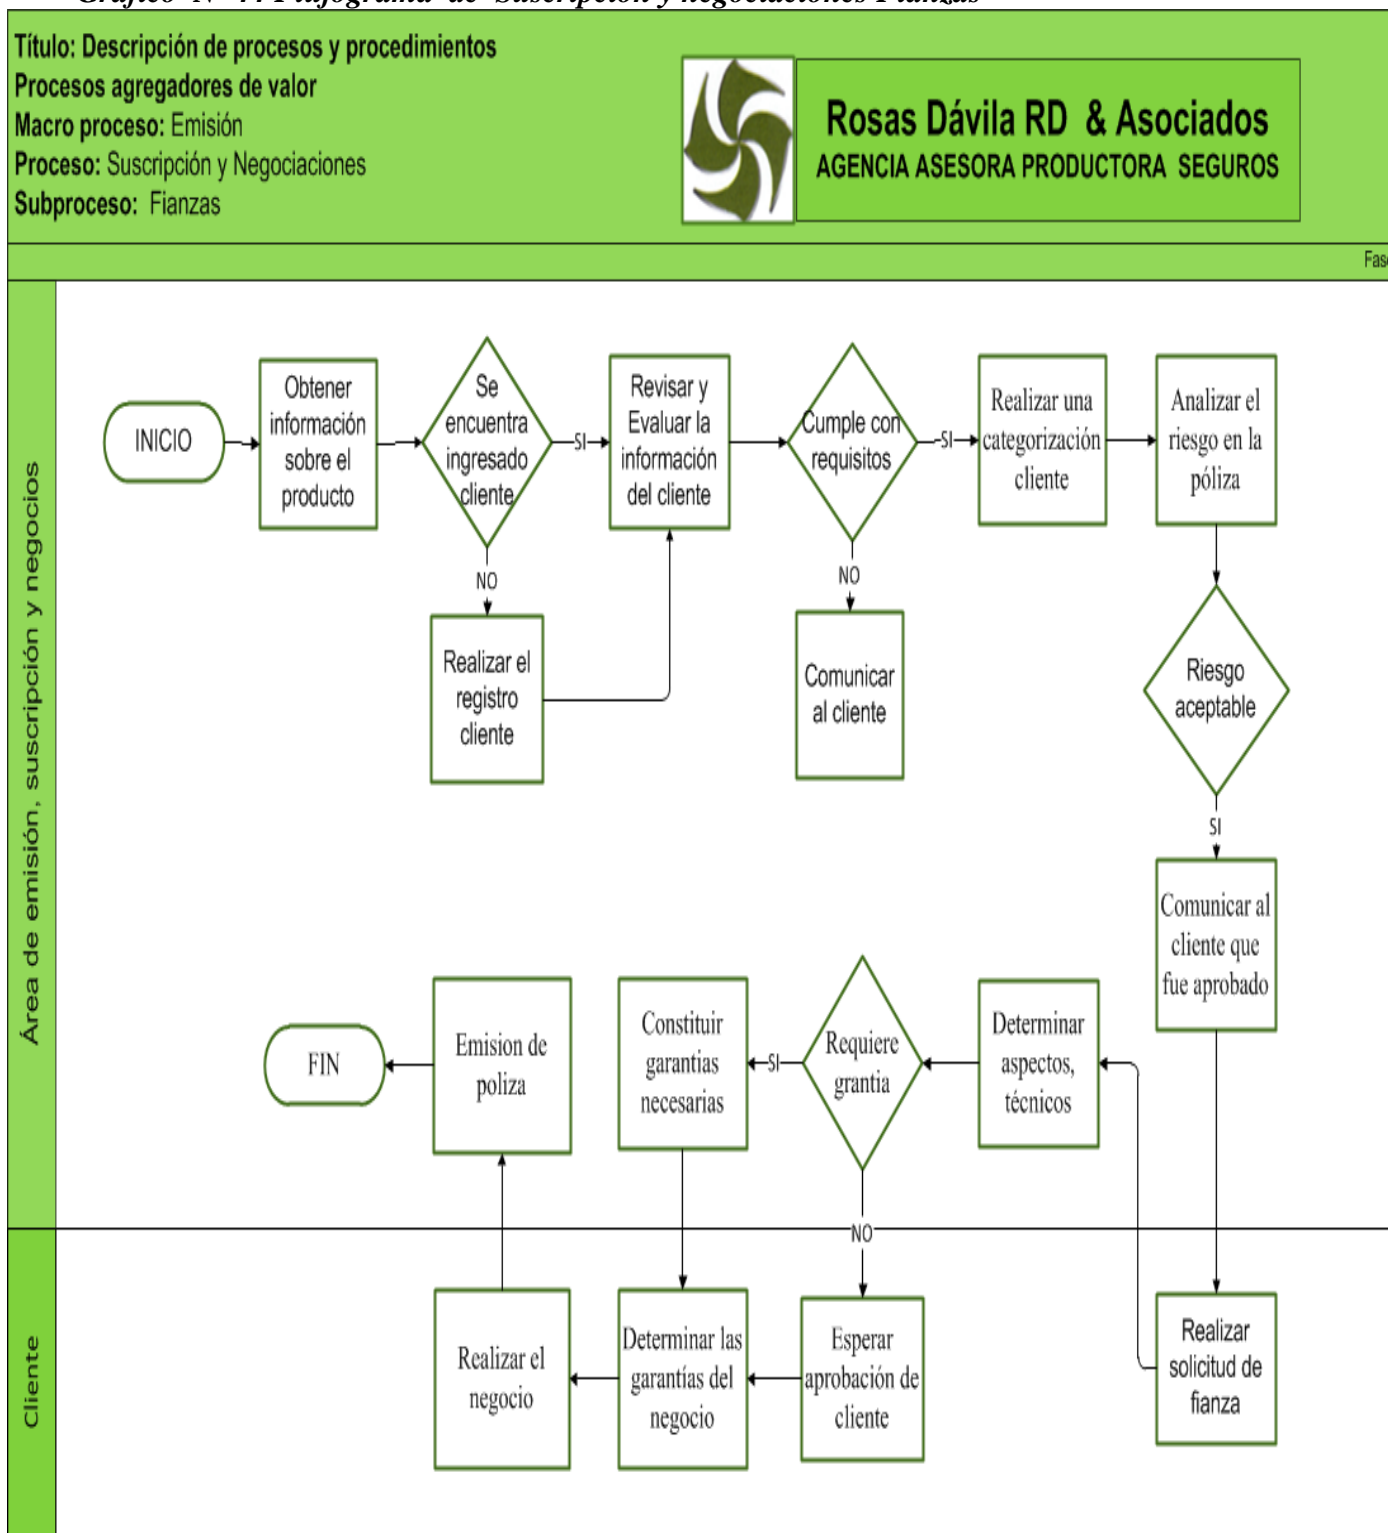 Título: Descripción de procesos y procedimientos
Procesos agregadores de valor
Macro proceso: Emisión
Proceso: Suscripción y Negociaciones
Subproceso: Fianzas
Rosas Dávila RD & Asociados
AGENCIA ASESORA PRODUCTORA SEGUROS
Fase
Área de emisión, suscripción y negocios
INICIO
Obtener
información
sobre el
producto
Se
encuentra
ingresado
cliente
SI
NO
Realizar el
registro
cliente
Revisar y
Evaluar la
información
del cliente
Cumple con
requisitos
SI
NO
Comunicar
al cliente
Realizar una
categorización
cliente
Analizar el
riesgo en la
póliza
Riesgo
aceptable
SI
Comunicar al
cliente que
fue aprobado
Determinar
aspectos,
técnicos
Requiere
grantia
SI
NO
Constituir
garantias
necesarias
Emision de
poliza
FIN
Cliente
Realizar el
negocio
Determinar las
garantías del
negocio
Esperar
aprobación de
cliente
Realizar
solicitud de
fianza